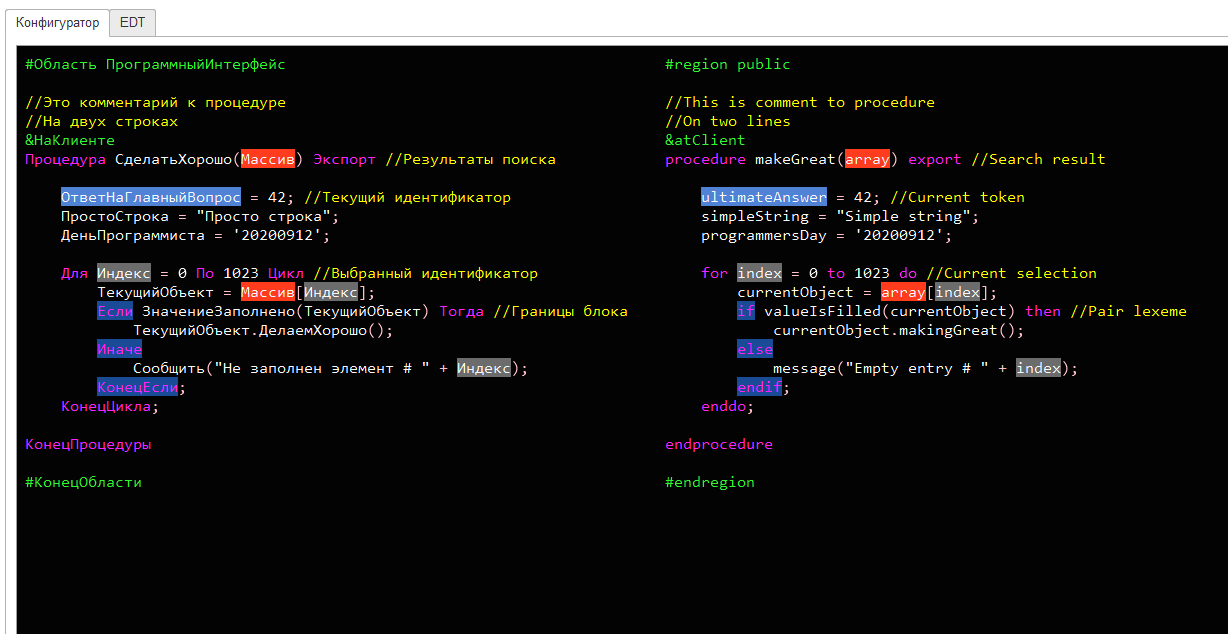 Конфигуратор EDT
#Область ПрограммныйИнтерфейс
//Это комментарий к процедуре
//На двух строках
&НаКлиенте
Процедура СделатьХорошо(Массив) Экспорт //Результаты поиска
ОтветНаГлавныйВопрос = 42; //Текущий идентификатор
ПростоСтрока = "Просто строка";
ДеньПрограммиста = '20200912';
Для Индекс = 0 По 1023 Цикл //Выбранный идентификатор
ТекущийОбъект = Массив[Индекс];
Если ЗначениеЗаполнено(ТекущийОбъект) Тогда //Границы блока
ТекущийОбъект.ДелаемХорошо();
Иначе
Сообщить("Не заполнен элемент # " + Индекс);
КонецЕсли;
КонецЦикла;
КонецПроцедуры
#КонецОбласти
#region public
//This is comment to procedure
//On two lines
&atClient
procedure makeGreat(array) export //Search result
ultimateAnswer = 42; //Current token
simpleString = "Simple string";
programmersDay = '20200912';
for index = 0 to 1023 do //Current selection
currentObject = array[index];
if valueIsFilled(currentObject) then //Pair lexeme
currentObject.makingGreat();
else
message("Empty entry # " + index);
endif;
enddo;
endprocedure
#endregion